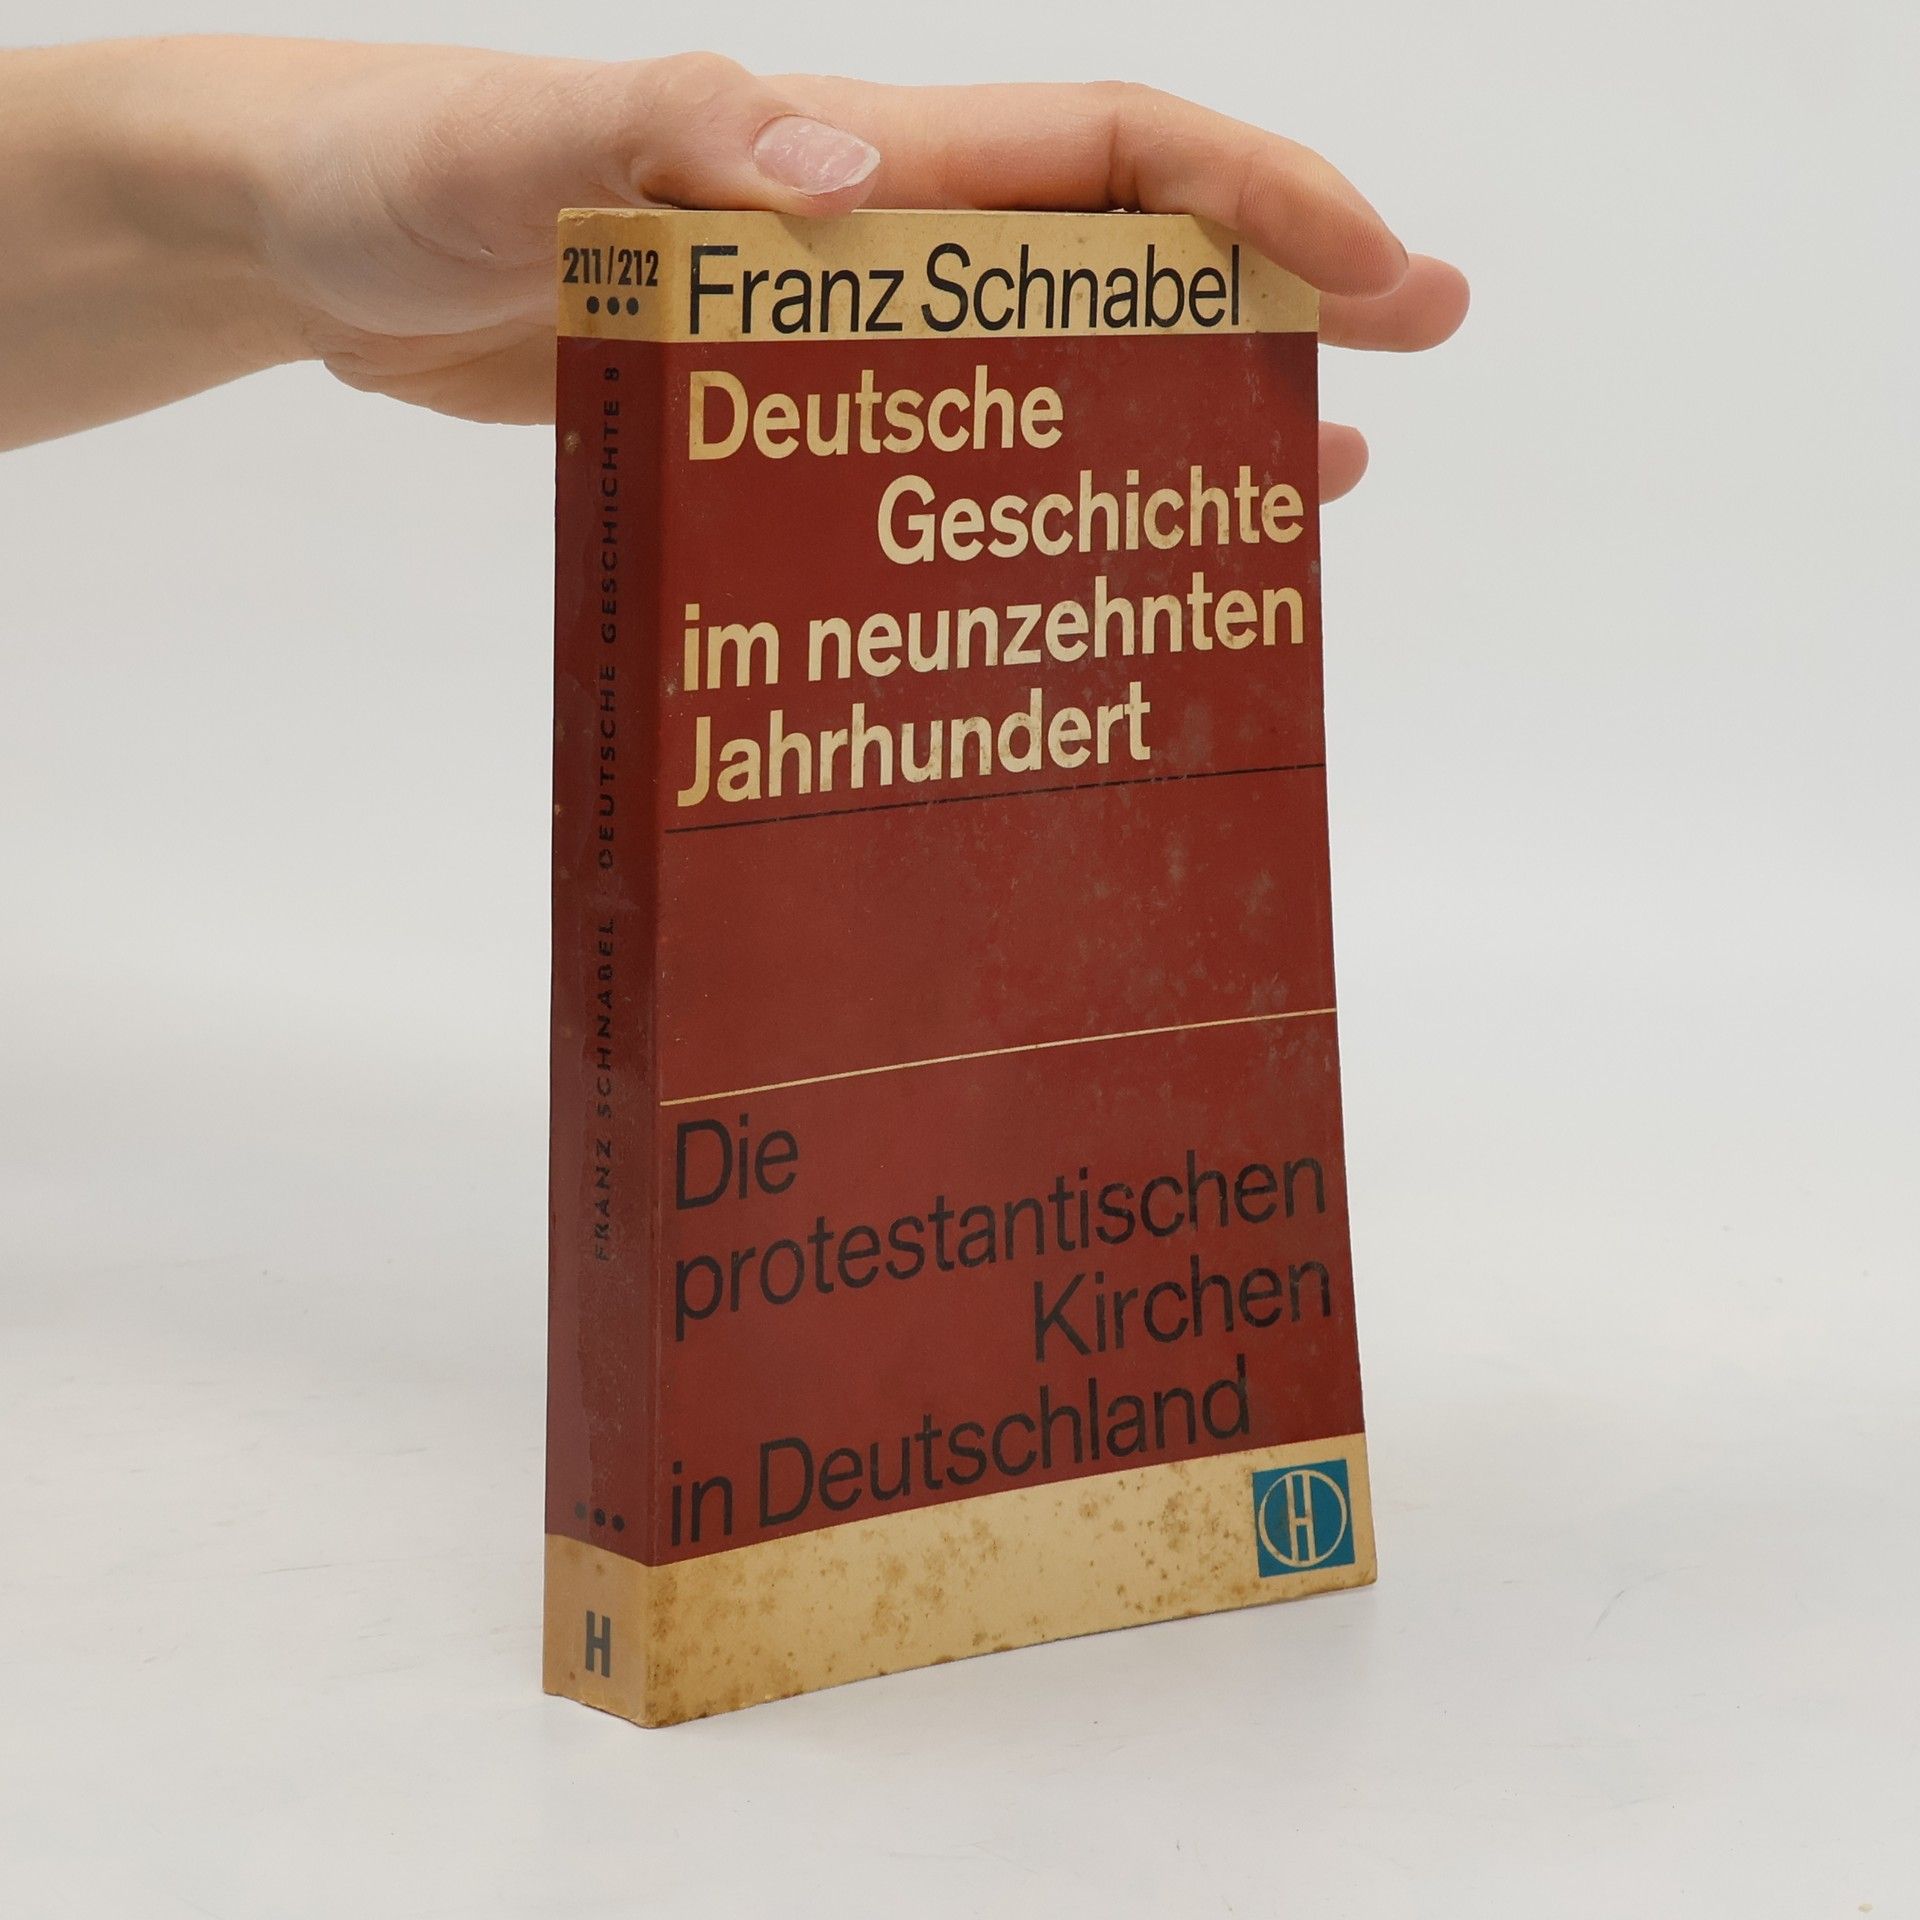 211/212
Franz Schnabel
Deutsche
Geschichte
im neunzehnten
Jahrhundert
Die
protestantischen
Kirchen
in Deutschland
H
FRANZ SCHNABEL · DEUTSCHE GESCHICHTE 8
H